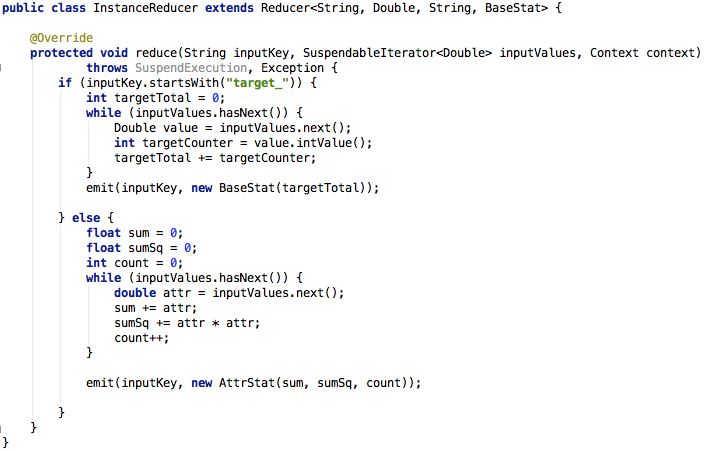 public class InstanceReducer extends Reducer<String, Double, String, BaseStat> {
@Override
protected void reduce(String inputKey, SuspendableIterator<Double> inputValues, Context context)
throws SuspendExecution, Exception {
if (inputKey.startsWith("target_")) {
int targetTotal = 0;
while (inputValues.hasNext()) {
Double value = inputValues.next();
int targetCounter = value.intValue();
targetTotal += targetCounter;
}
emit(inputKey, new BaseStat(targetTotal));
} else {
float sum = 0;
float sumSq = 0;
int count = 0;
while (inputValues.hasNext()) {
double attr = inputValues.next();
sum += attr;
sumSq += attr * attr;
count++;
}
emit(inputKey, new AttrStat(sum, sumSq, count));
}
}
}